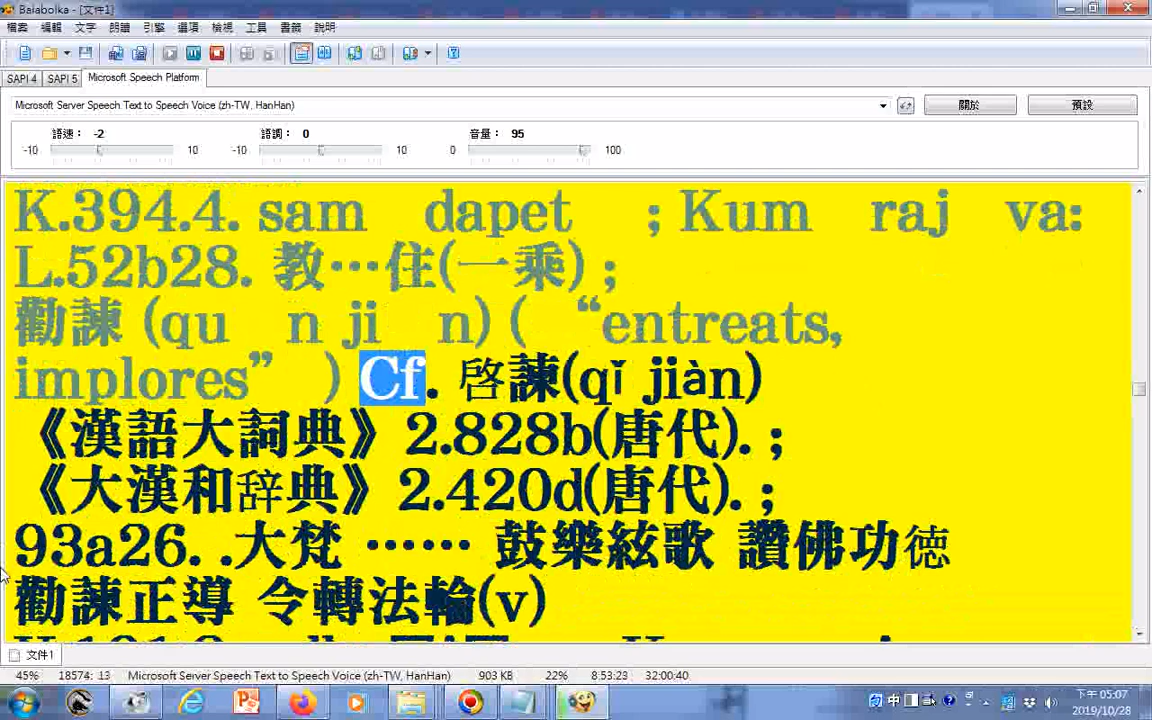 Balabolka - [文件1]
檔案 編輯 文字 朗讀 引擎 選項 檢視 工具 書籤 說明
SAPI 4 SAPI 5 Microsoft Speech Platform
Microsoft Server Speech Text to Speech Voice (zh-TW, HanHan) 關於 預設
語速： -2 語調： 0 音量： 95
-10 10 -10 10 0 100
K.394.4. sam dapet ; Kum raj va:
L.52b28. 教…住(一乘) ;
勸諫 (qu n ji n) ( “entreats,
implores” ) Cf. 啓諫(qǐ jiàn)
《漢語大詞典》 2.828b(唐代). ;
《大漢和辞典》 2.420d(唐代). ;
93a26. .大梵 …… 鼓樂絃歌 讚佛功徳
勸諫正導 令轉法輪(v)
文件1
45% 18574: 13 Microsoft Server Speech Text to Speech Voice (zh-TW, HanHan) 903 KB 22% 8:53:23 32:00:40
中 下午 05:07
2019/10/28